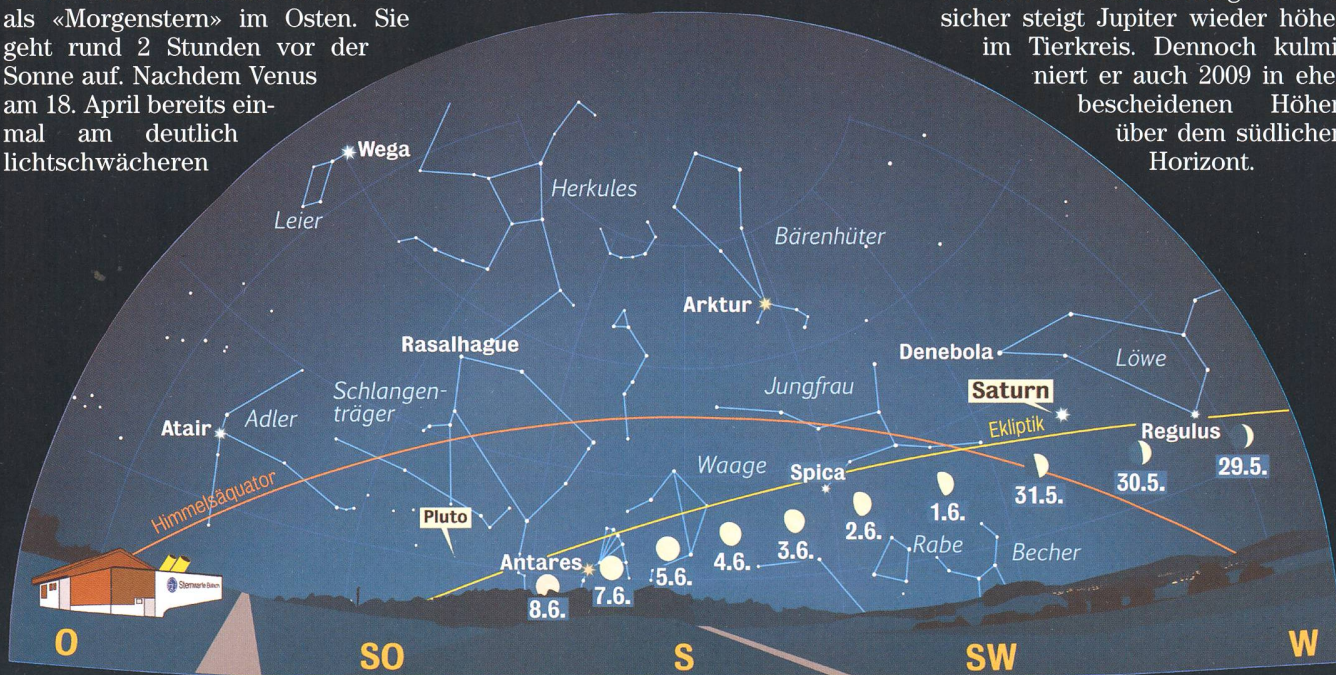 als «Morgenstern» im Osten. Sie
geht rund 2 Stunden vor der
Sonne auf. Nachdem Venus
am 18. April bereits ein-
mal am deutlich
lichtschwächeren
sicher steigt Jupiter wieder höhe
im Tierkreis. Dennoch kulmi
niert er auch 2009 in ehe
bescheidenen Höhen
über dem südlicher
Horizont.
Wega
Leier
Herkules
Bärenhüter
Arktur
Rasalhague
Denebola
Löwe
Schlangen-
träger
Jungfrau
Saturn
Atair
Adler
Ekliptik
Regulus
Himmelsäquator
Waage
Spica
29.5.
30.5.
31.5.
1.6.
2.6.
3.6.
4.6.
5.6.
7.6.
8.6.
Pluto
Antares
Rabe
Becher
Sternwarte Bülach
O
SO
S
SW
W